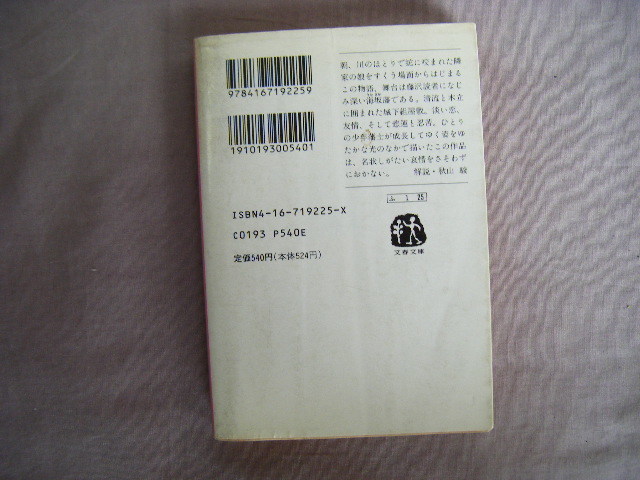 9784167192259
1910193005401
ISBN4-16-719225-X
C0193 P540E
定価540円(本体524円)
朝、川のほとりで蛇に咬まれた隣
家の娘をすくう場面からはじまる
この物語、舞台は藤沢読者になじ
み深い海坂藩である。清流と木立
に囲まれた城下組屋敷、淡い恋、
友情、そして悲運と忍苦。ひとり
の少年藩士が成長してゆく姿をゆ
たかな光のなかで描いたこの作品
は、名状しがたい哀惜をさそわず
におかない。 解説・秋山 駿
ふ 1 25
文春文庫